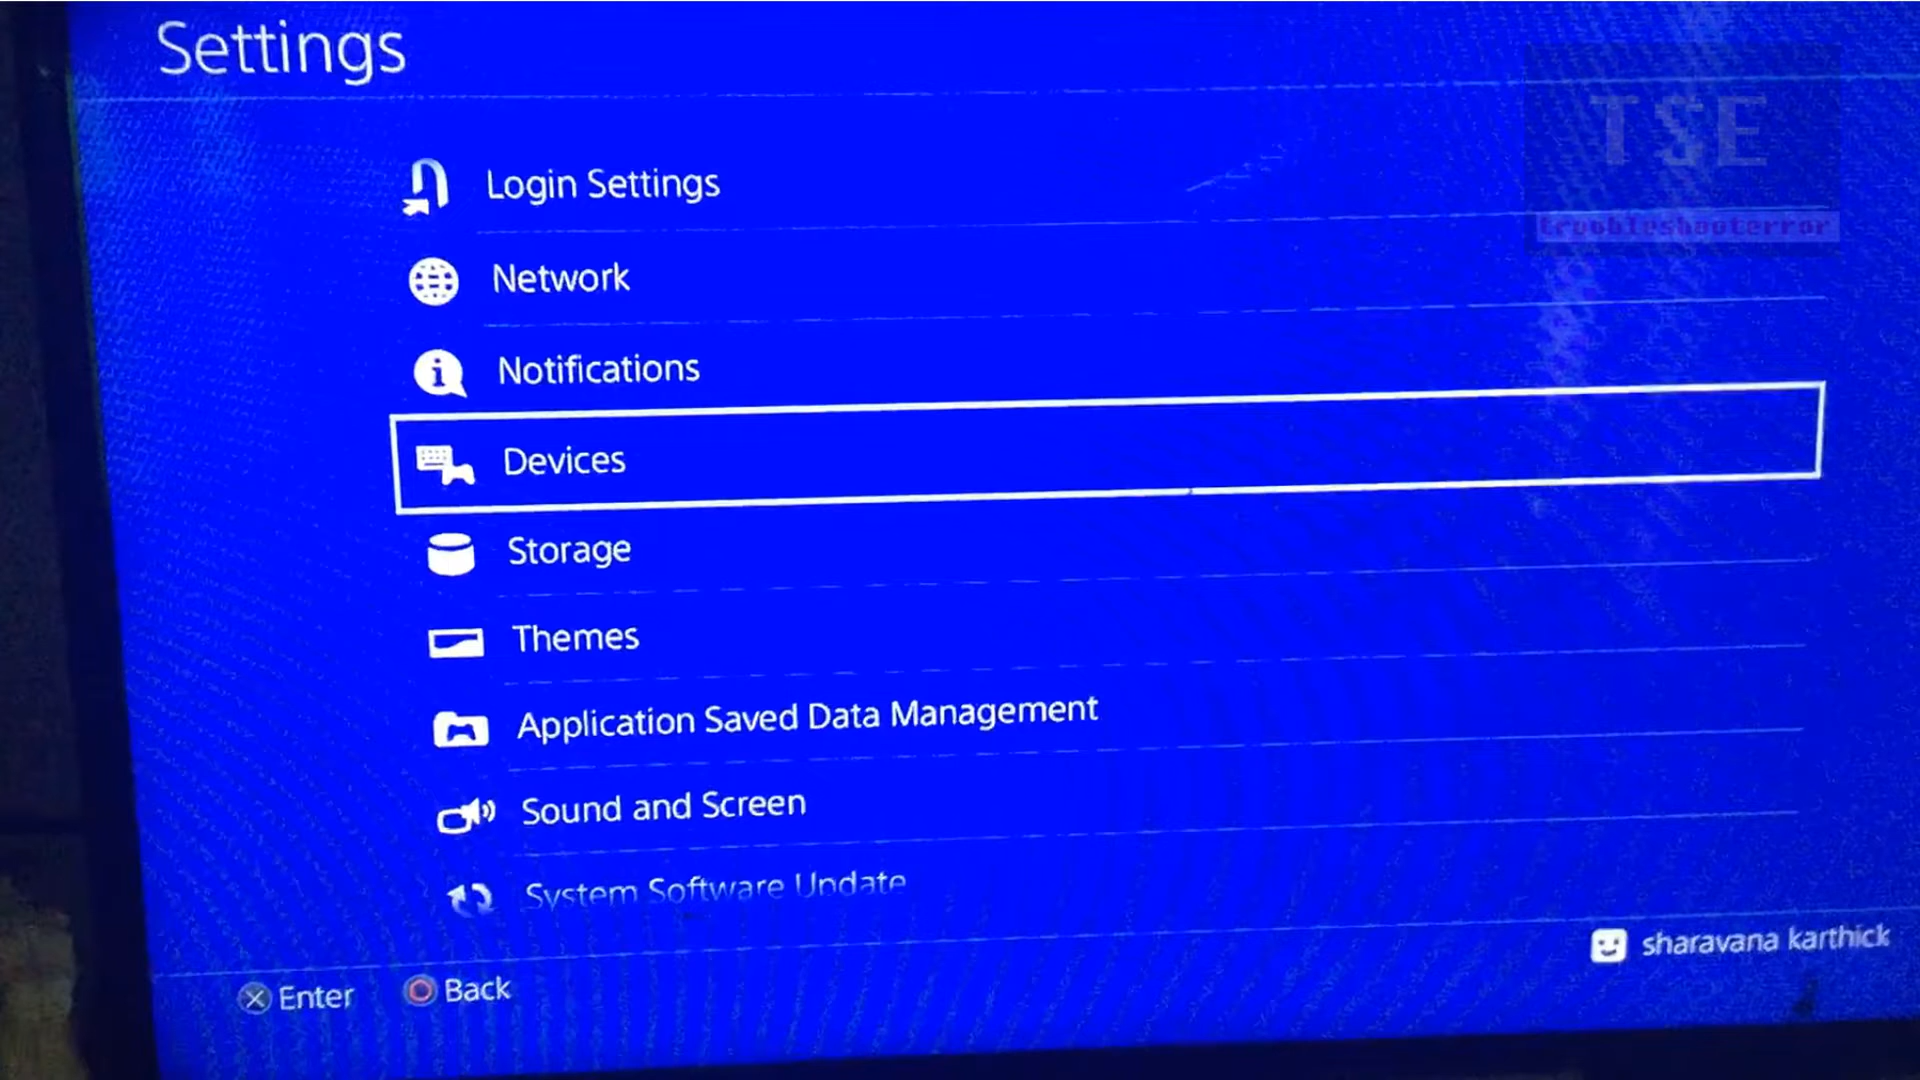 Settings
TSE
troubleshooterror
Login Settings
Network
Notifications
Devices
Storage
Themes
Application Saved Data Management
Sound and Screen
System Software Update
sharavana karthick
Enter
Back